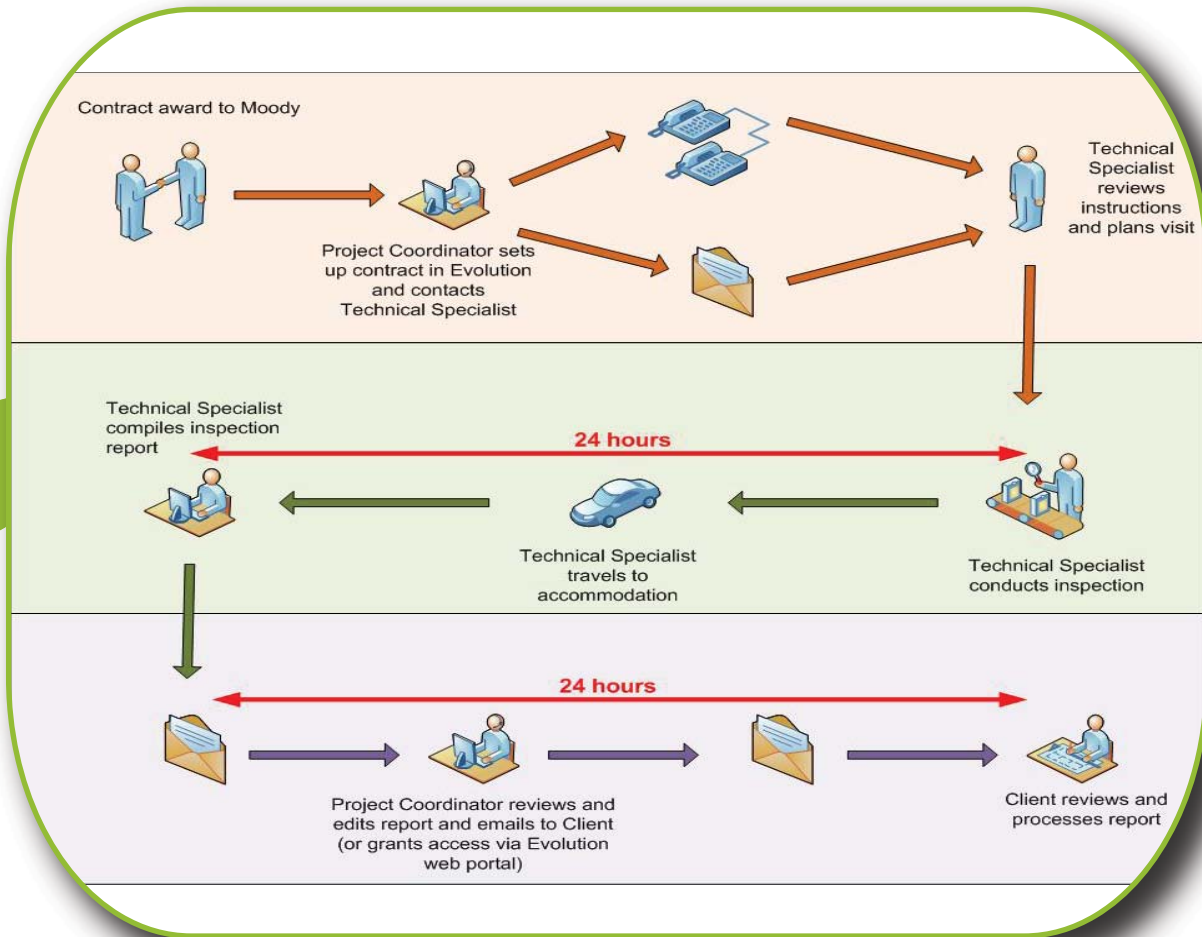 Contract award to Moody
Project Coordinator sets
up contract in Evolution
and contacts
Technical Specialist
Technical
Specialist
reviews
instructions
and plans visit
Technical Specialist
compiles inspection
report
24 hours
Technical Specialist
travels to
accommodation
Technical Specialist
conducts inspection
24 hours
Project Coordinator reviews and
edits report and emails to Client
(or grants access via Evolution
web portal)
Client reviews and
processes report